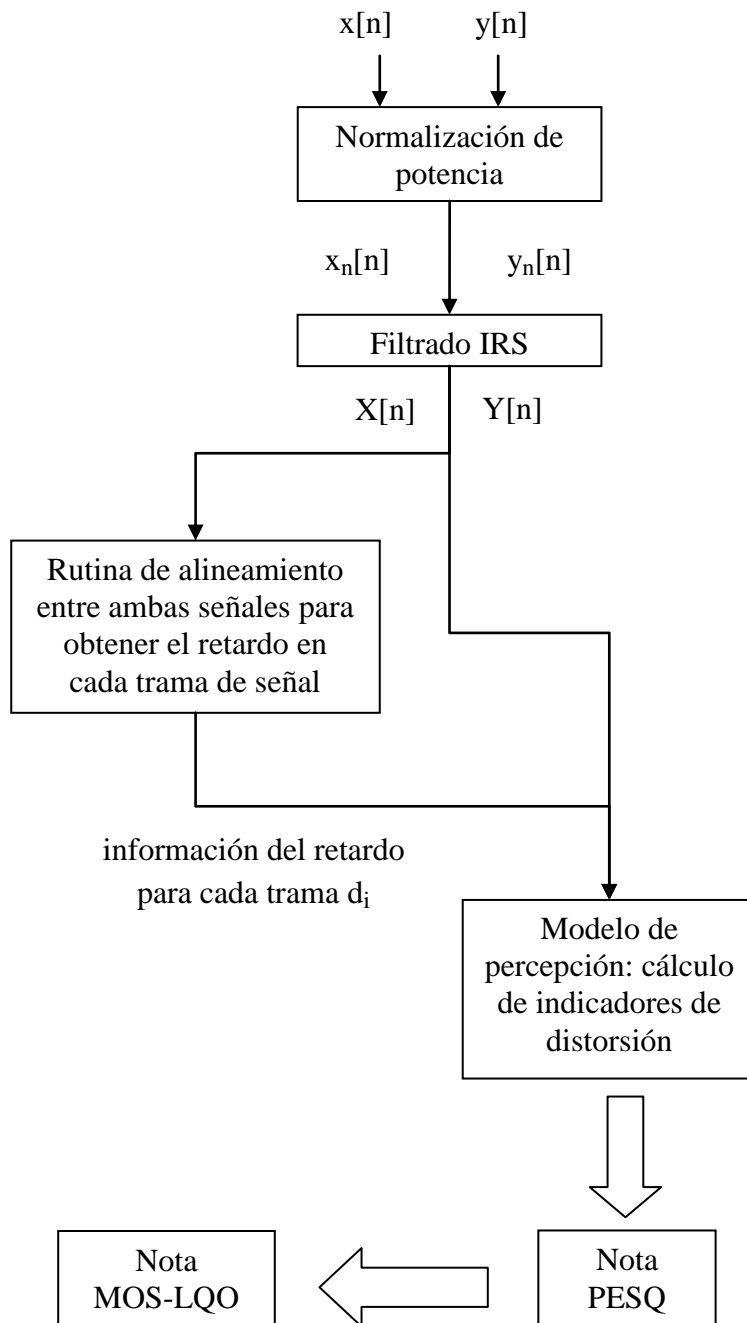 x[n] y[n]
Normalización de
potencia
xₙ[n] yₙ[n]
Filtrado IRS
X[n] Y[n]
Rutina de alineamiento
entre ambas señales para
obtener el retardo en
cada trama de señal
información del retardo
para cada trama dᵢ
Modelo de
percepción: cálculo
de indicadores de
distorsión
Nota
MOS-LQO
Nota
PESQ